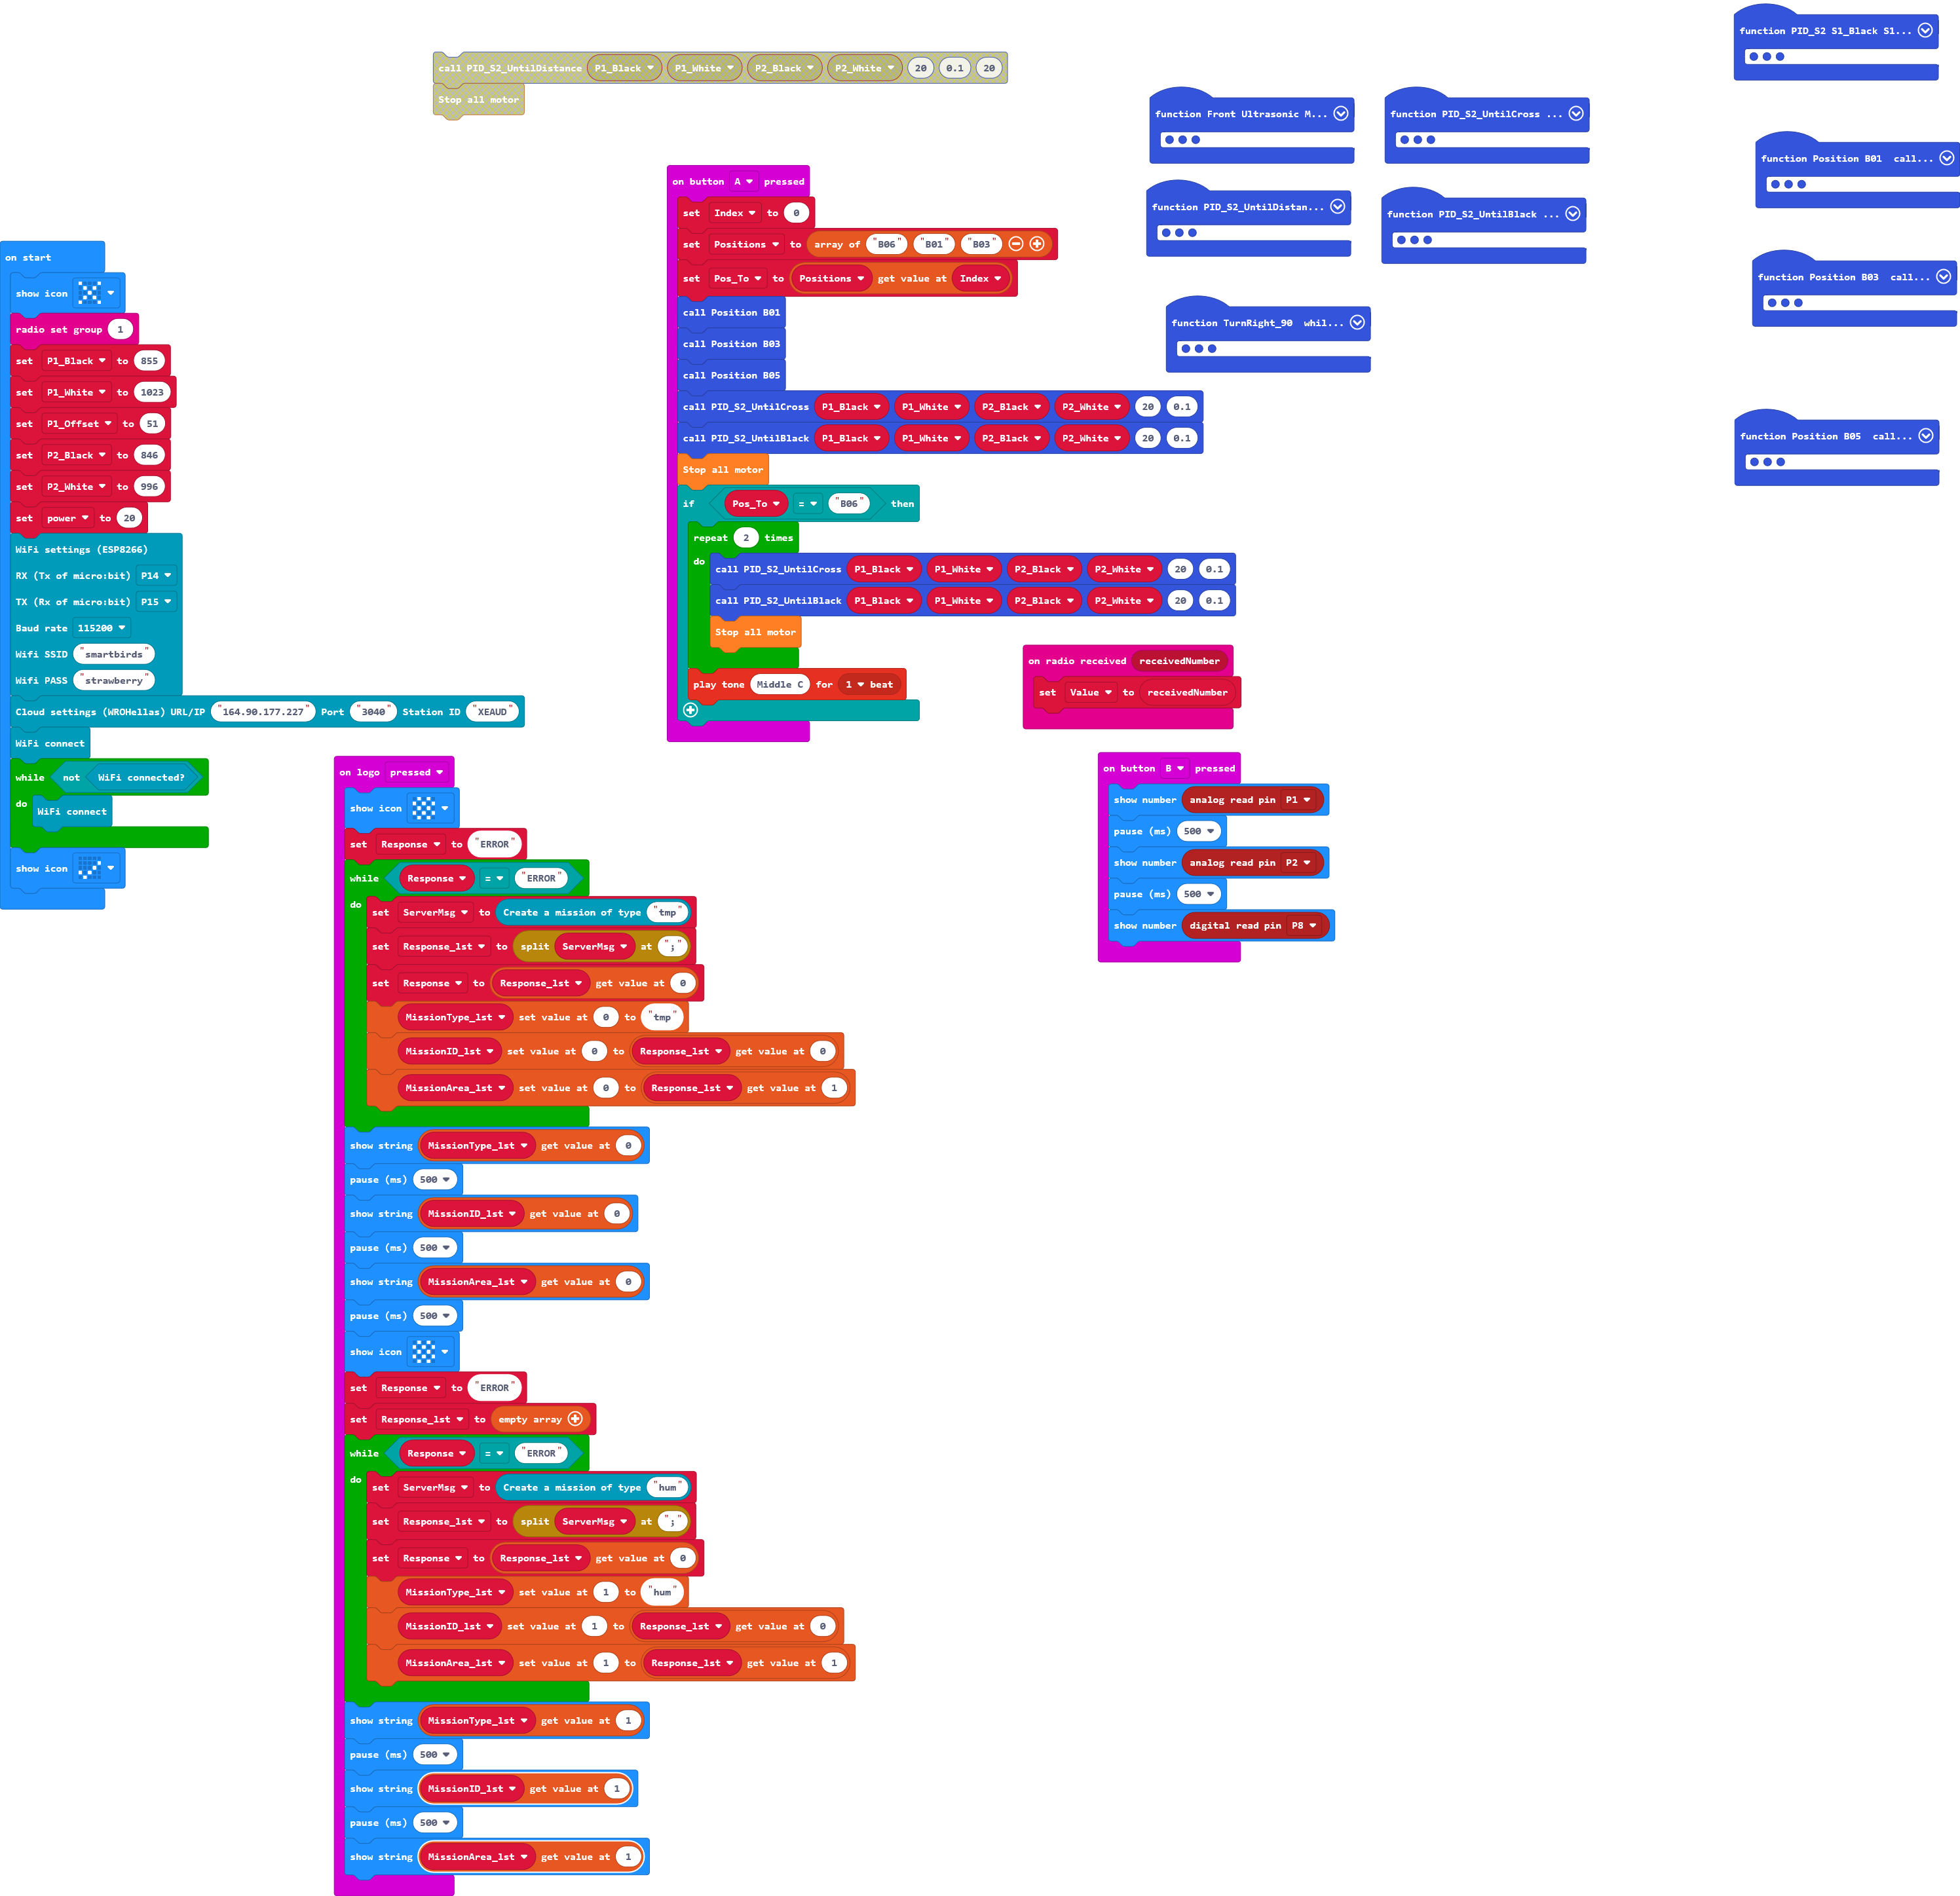 call PID_S2_UntilDistance P1_Black P1_White P2_Black P2_White 20 0.1 20
Stop all motor
function PID_S2 S1_Black S1...
function Front Ultrasonic M...
function PID_S2_UntilCross ...
function Position B01 call...
function PID_S2_UntilDistan...
function PID_S2_UntilBlack ...
function Position B03 call...
function TurnRight_90 whil...
function Position B05 call...
on start
show icon
radio set group 1
set P1_Black to 855
set P1_White to 1023
set P1_Offset to 51
set P2_Black to 846
set P2_White to 996
set power to 20
WiFi settings (ESP8266)
RX (Tx of micro:bit) P14
TX (Rx of micro:bit) P15
Baud rate 115200
Wifi SSID "smartbirds"
Wifi PASS "strawberry"
Cloud settings (WROHellas) URL/IP "164.90.177.227" Port "3040" Station ID "XEAUD"
WiFi connect
while not WiFi connected?
do WiFi connect
show icon
on button A pressed
set Index to 0
set Positions to array of "B06" "B01" "B03"
set Pos_To to Positions get value at Index
call Position B01
call Position B03
call Position B05
call PID_S2_UntilCross P1_Black P1_White P2_Black P2_White 20 0.1
call PID_S2_UntilBlack P1_Black P1_White P2_Black P2_White 20 0.1
Stop all motor
if Pos_To = "B06" then
repeat 2 times
do call PID_S2_UntilCross P1_Black P1_White P2_Black P2_White 20 0.1
call PID_S2_UntilBlack P1_Black P1_White P2_Black P2_White 20 0.1
Stop all motor
play tone Middle C for 1 beat
on radio received receivedNumber
set Value to receivedNumber
on button B pressed
show number analog read pin P1
pause (ms) 500
show number analog read pin P2
pause (ms) 500
show number digital read pin P8
on logo pressed
show icon
set Response to "ERROR"
while Response = "ERROR"
do set ServerMsg to Create a mission of type "tmp"
set Response_lst to split ServerMsg at ";"
set Response to Response_lst get value at 0
MissionType_lst set value at 0 to "tmp"
MissionID_lst set value at 0 to Response_lst get value at 0
MissionArea_lst set value at 0 to Response_lst get value at 1
show string MissionType_lst get value at 0
pause (ms) 500
show string MissionID_lst get value at 0
pause (ms) 500
show string MissionArea_lst get value at 0
pause (ms) 500
show icon
set Response to "ERROR"
set Response_lst to empty array
while Response = "ERROR"
do set ServerMsg to Create a mission of type "hum"
set Response_lst to split ServerMsg at ";"
set Response to Response_lst get value at 0
MissionType_lst set value at 1 to "hum"
MissionID_lst set value at 1 to Response_lst get value at 0
MissionArea_lst set value at 1 to Response_lst get value at 1
show string MissionType_lst get value at 1
pause (ms) 500
show string MissionID_lst get value at 1
pause (ms) 500
show string MissionArea_lst get value at 1